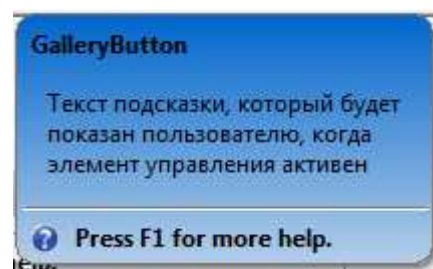 GalleryButton
Текст подсказки, который будет
показан пользователю, когда
элемент управления активен
Press F1 for more help.